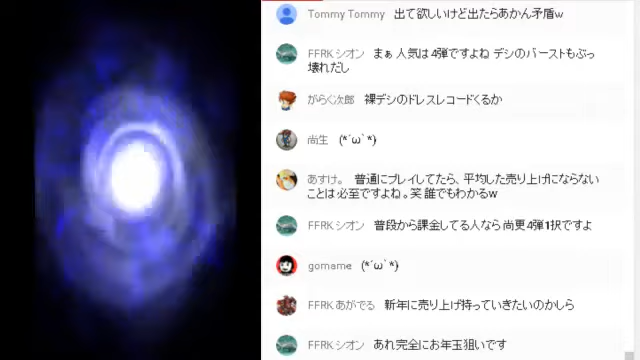 Tommy Tommy 出て欲しいけど出たらあかん矛盾w
FFRK シオン まぁ 人気は4弾ですよね デシのバーストもぶっ
壊れだし
がらく次郎 裸デシのドレスレコードくるか
尚生 (*´ω｀*)
あすけ。 普通にプレイしてたら、平均した売り上げにならない
ことは必至ですよね。笑 誰でもわかるw
FFRK シオン 普段から課金してる人なら 尚更4弾1択ですよ
gomame (*´ω｀*)
FFRK あがでる 新年に売り上げ持っていきたいのかしら
FFRK シオン あれ完全にお年玉狙いです